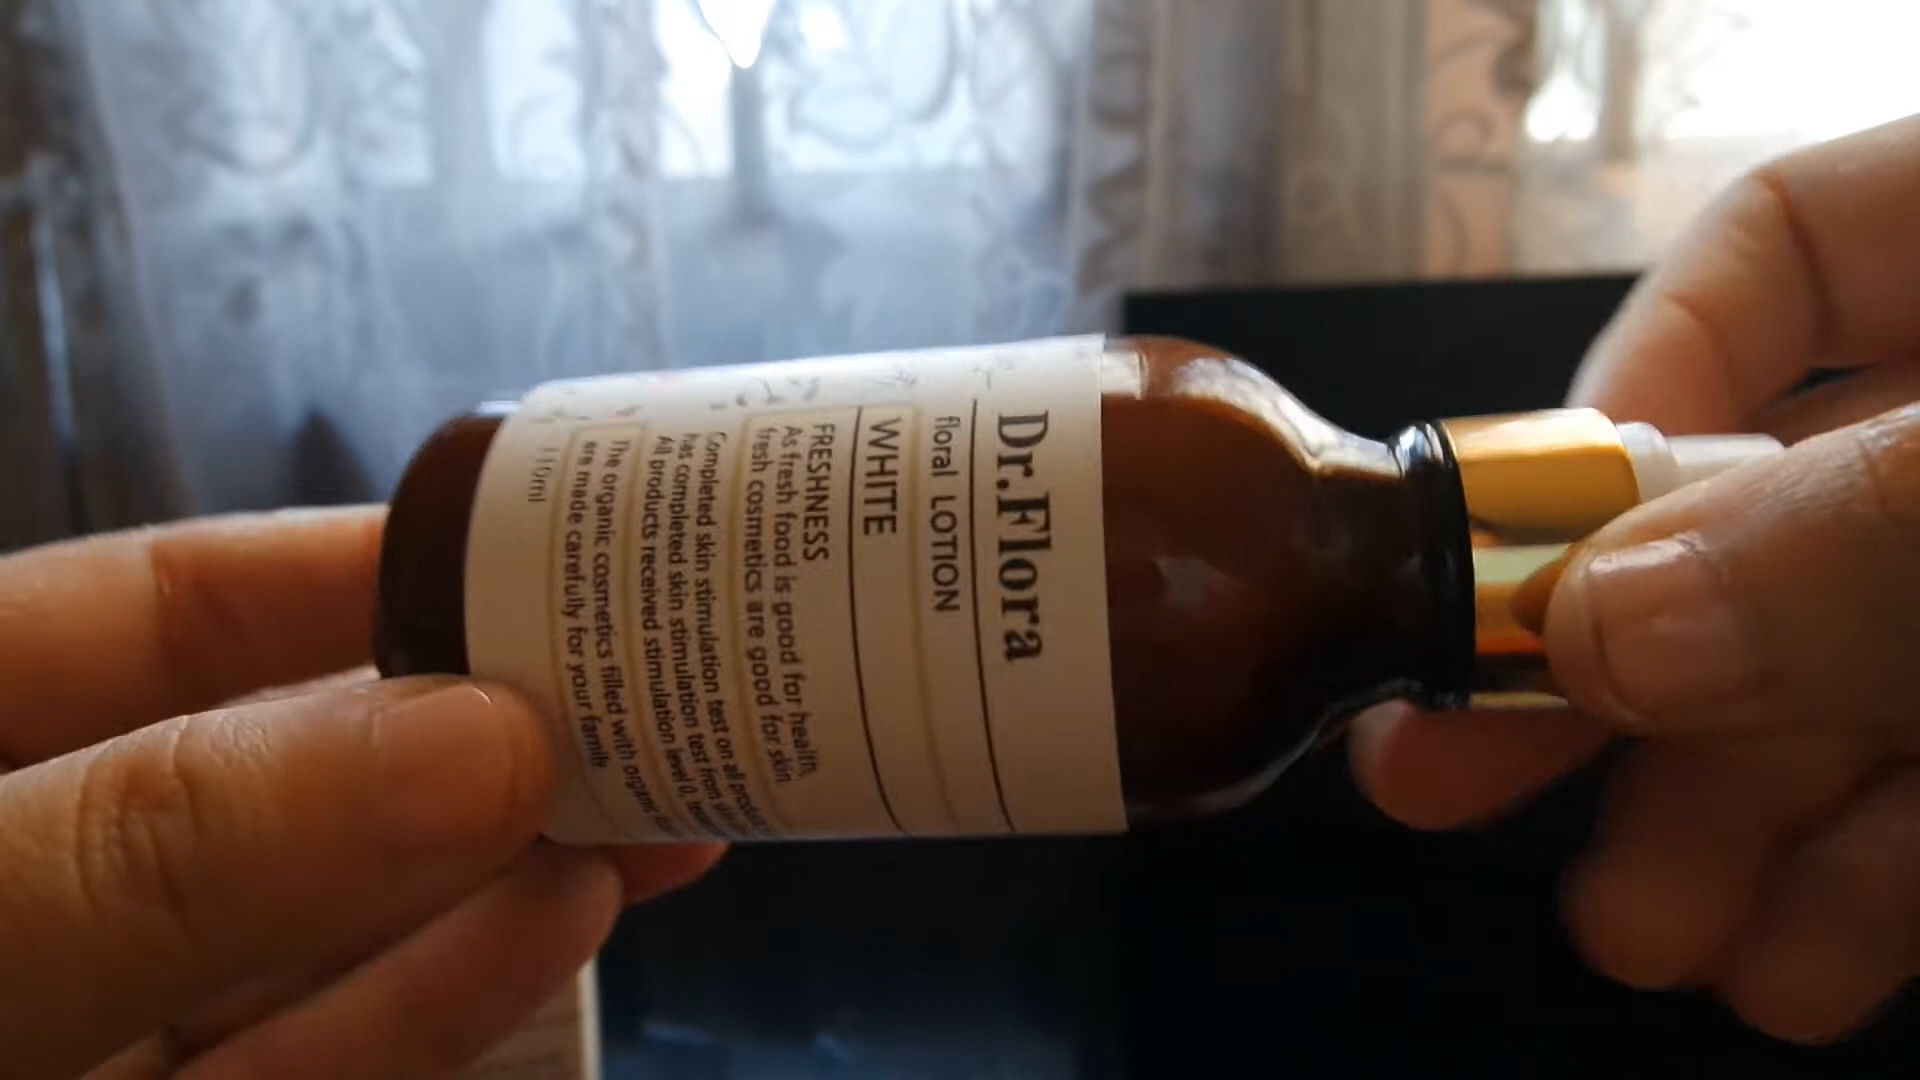 Dr.Flora
floral LOTION
WHITE
FRESHNESS
As fresh food is good for health,
fresh cosmetics are good for skin
Completed skin stimulation test on all
has completed skin stimulation test from
All products received stimulation level 0,
The organic cosmetics filled with organic
are made carefully for your family
110ml